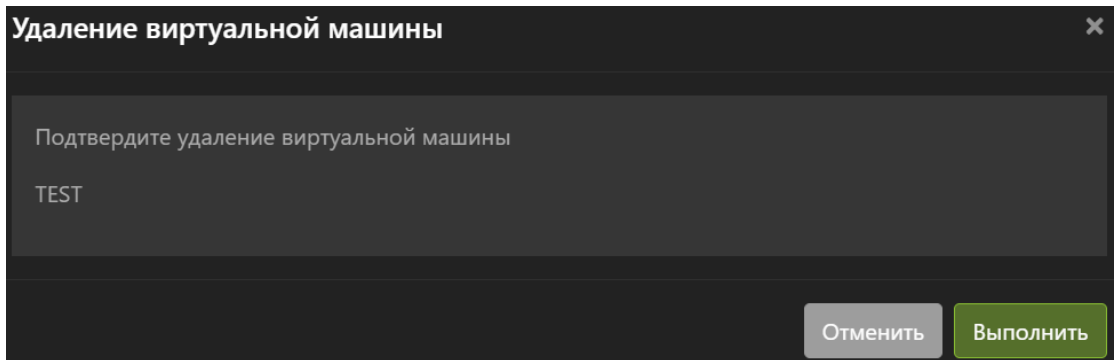 Удаление виртуальной машины
Подтвердите удаление виртуальной машины
TEST
Отменить Выполнить